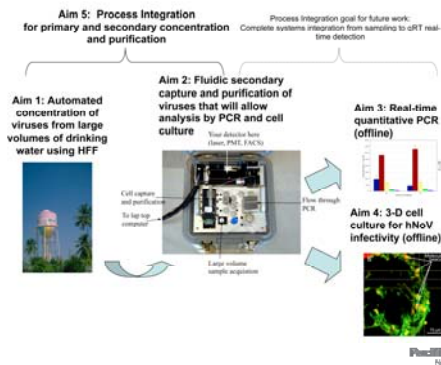 Aim 5: Process Integration
for primary and secondary concentration
and purification
Process Integration goal for future work:
Complete systems integration from sampling to qRT real-
time detection
Aim 1: Automated
concentration of
viruses from large
volumes of drinking
water using HFF
Aim 2: Fluidic secondary
capture and purification of
viruses that will allow
analysis by PCR and cell
culture
Your detector here
(laser, PMT, FACS)
Cell capture
and purification
To lap top
computer
Flow through
PCR
Large volume
sample acquistion
Aim 3: Real-time
quantitative PCR
(offline)
Aim 4: 3-D cell
culture for hNoV
infectivity (offline)